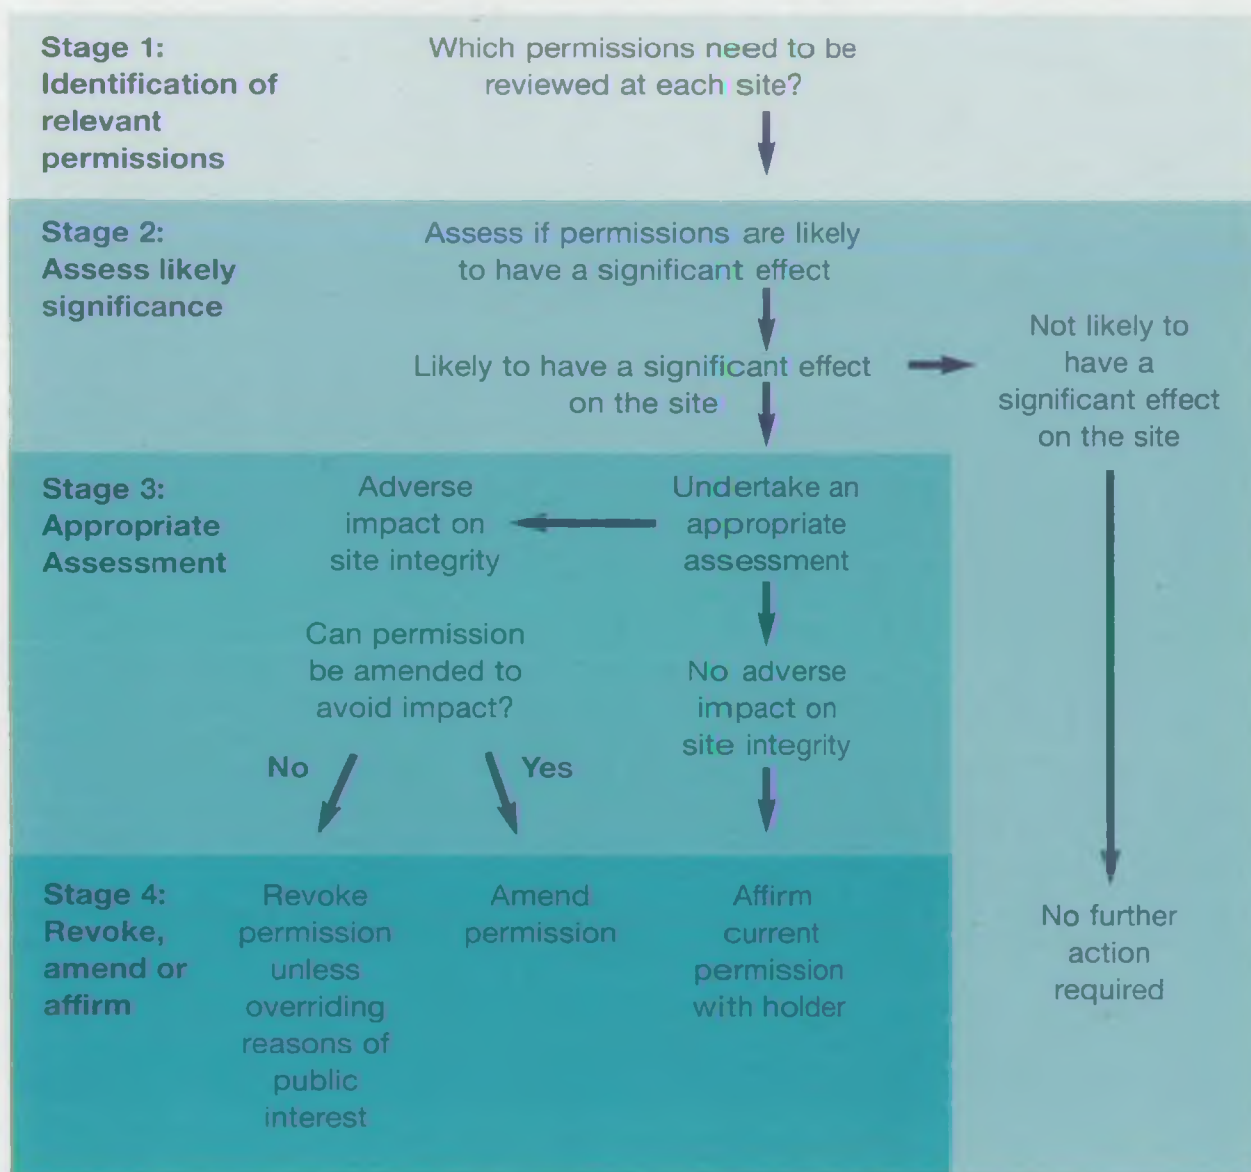 Stage 1:
Identification of
relevant
permissions
Which permissions need to be
reviewed at each site?
Stage 2:
Assess likely
significance
Assess if permissions are likely
to have a significant effect
Likely to have a significant effect
on the site
Not likely to
have a
significant effect
on the site
Stage 3:
Appropriate
Assessment
Adverse
impact on
site integrity
Undertake an
appropriate
assessment
Can permission
be amended to
avoid impact?
No adverse
impact on
site integrity
No
Yes
Stage 4:
Revoke,
amend or
affirm
Revoke
permission
unless
overriding
reasons of
public
interest
Amend
permission
Affirm
current
permission
with holder
No further
action
required